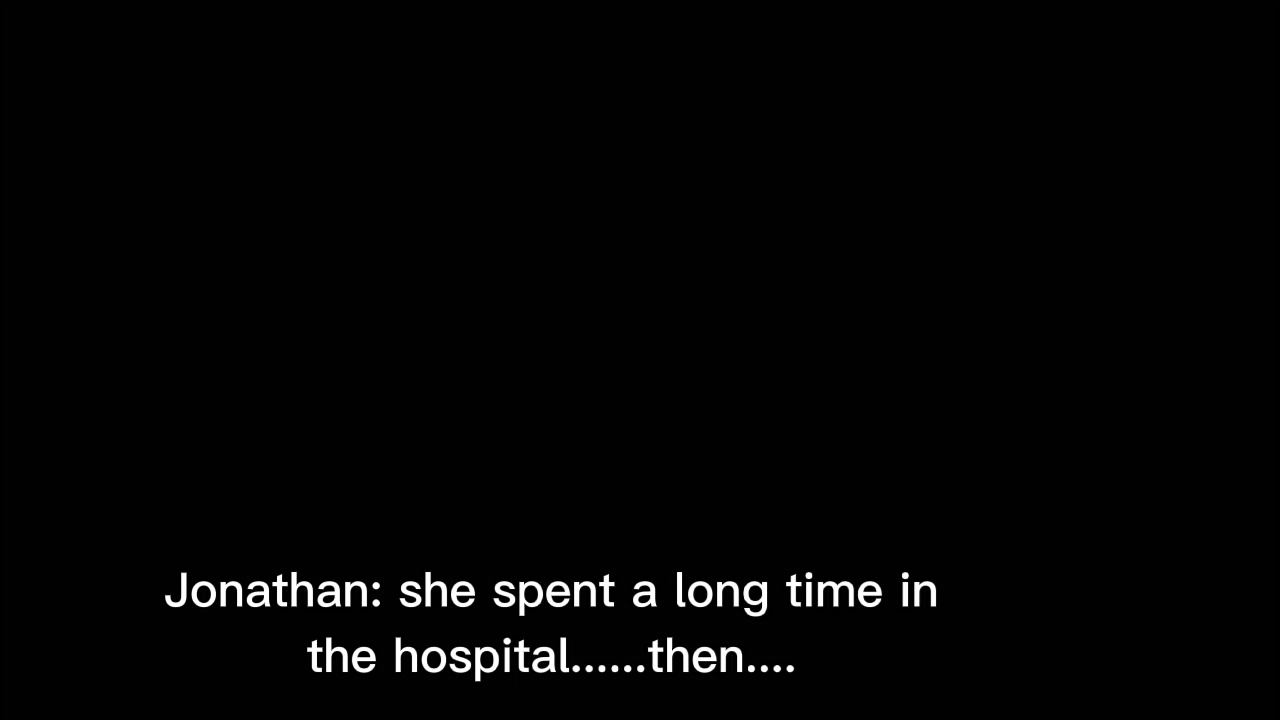 Jonathan: she spent a long time in
the hospital......then....